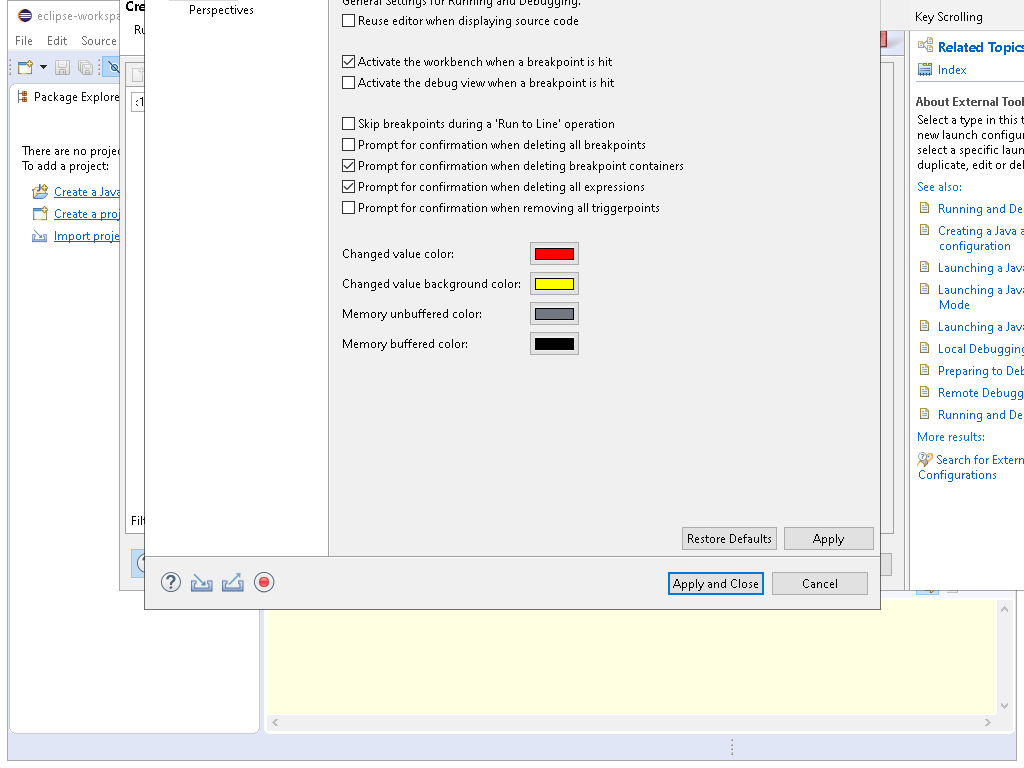 eclipse-workspa
File Edit Source
Package Explore
There are no projec
To add a project:
Create a Java
Create a proj
Import proje
Cre
Ru
:1
Filt
Perspectives
General Settings for Running and Debugging.
Reuse editor when displaying source code
Activate the workbench when a breakpoint is hit
Activate the debug view when a breakpoint is hit
Skip breakpoints during a 'Run to Line' operation
Prompt for confirmation when deleting all breakpoints
Prompt for confirmation when deleting breakpoint containers
Prompt for confirmation when deleting all expressions
Prompt for confirmation when removing all triggerpoints
Changed value color:
Changed value background color:
Memory unbuffered color:
Memory buffered color:
Restore Defaults
Apply
Apply and Close
Cancel
Key Scrolling
Related Topics
Index
About External Tool
Select a type in this t
new launch configur
select a specific laun
duplicate, edit or del
See also:
Running and De
Creating a Java a
configuration
Launching a Java
Launching a Java
Mode
Launching a Java
Local Debugging
Preparing to Deb
Remote Debugg
Running and De
More results:
Search for Extern
Configurations